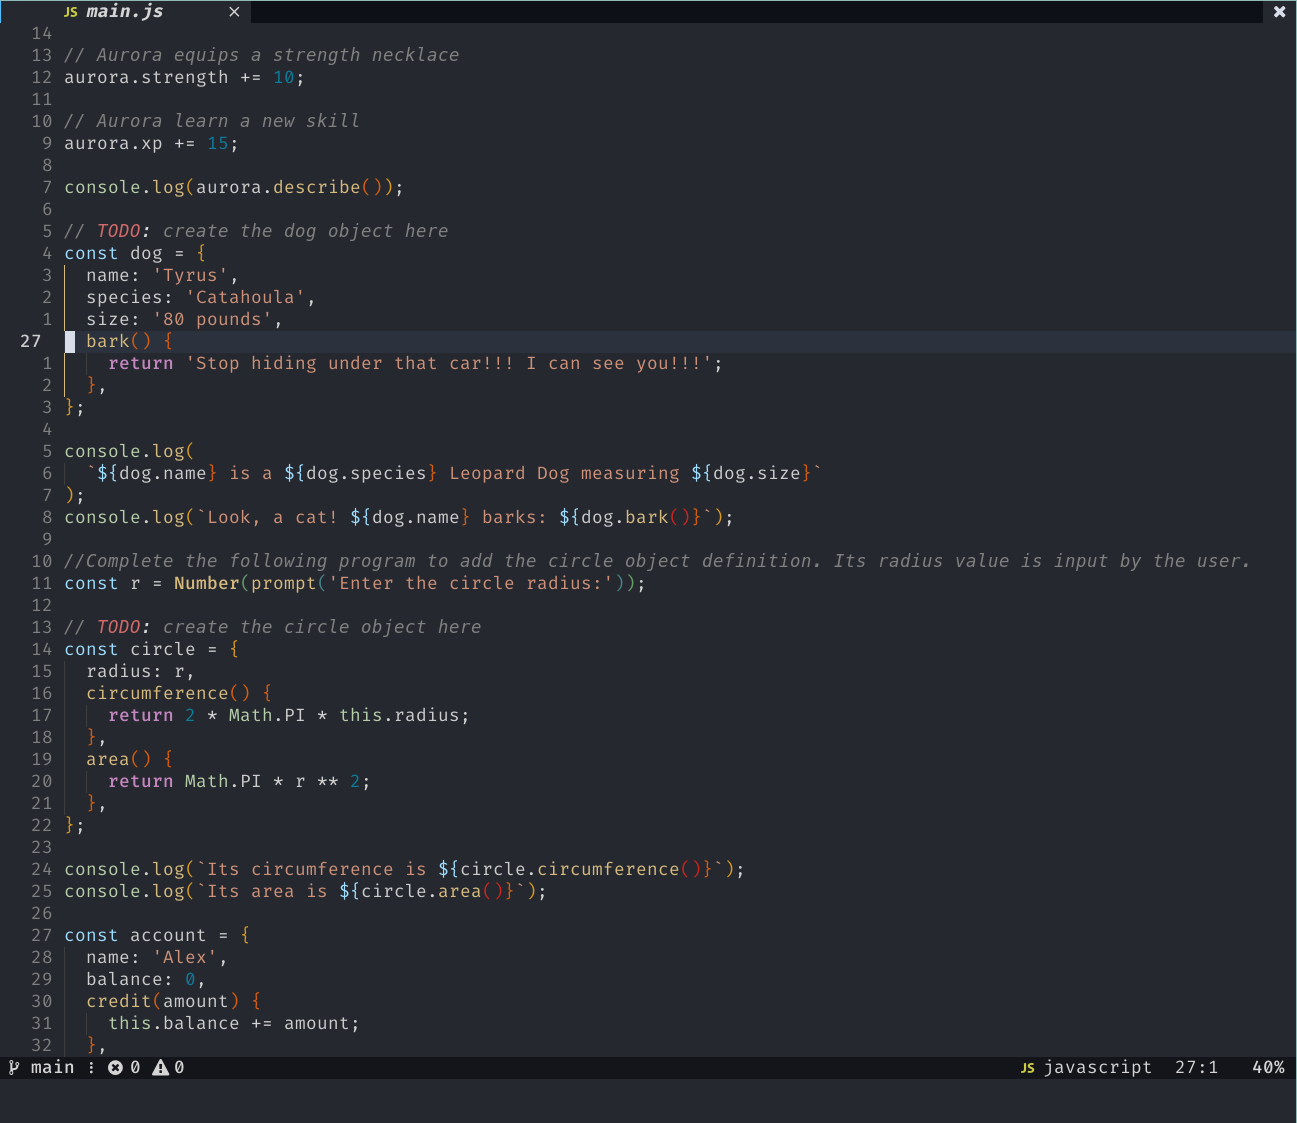 JS main.js ×
14
13 // Aurora equips a strength necklace
12 aurora.strength += 10;
11
10 // Aurora learn a new skill
9 aurora.xp += 15;
8
7 console.log(aurora.describe());
6
5 // TODO: create the dog object here
4 const dog = {
3   name: 'Tyrus',
2   species: 'Catahoula',
1   size: '80 pounds',
27   bark() {
1     return 'Stop hiding under that car!!! I can see you!!!';
2   },
3 };
4
5 console.log(
6   `${dog.name} is a ${dog.species} Leopard Dog measuring ${dog.size}`
7 );
8 console.log(`Look, a cat! ${dog.name} barks: ${dog.bark()}`);
9
10 //Complete the following program to add the circle object definition. Its radius value is input by the user.
11 const r = Number(prompt('Enter the circle radius:'));
12
13 // TODO: create the circle object here
14 const circle = {
15   radius: r,
16   circumference() {
17     return 2 * Math.PI * this.radius;
18   },
19   area() {
20     return Math.PI * r ** 2;
21   },
22 };
23
24 console.log(`Its circumference is ${circle.circumference()}`);
25 console.log(`Its area is ${circle.area()}`);
26
27 const account = {
28   name: 'Alex',
29   balance: 0,
30   credit(amount) {
31     this.balance += amount;
32   },
main 0 0 JS javascript 27:1 40%